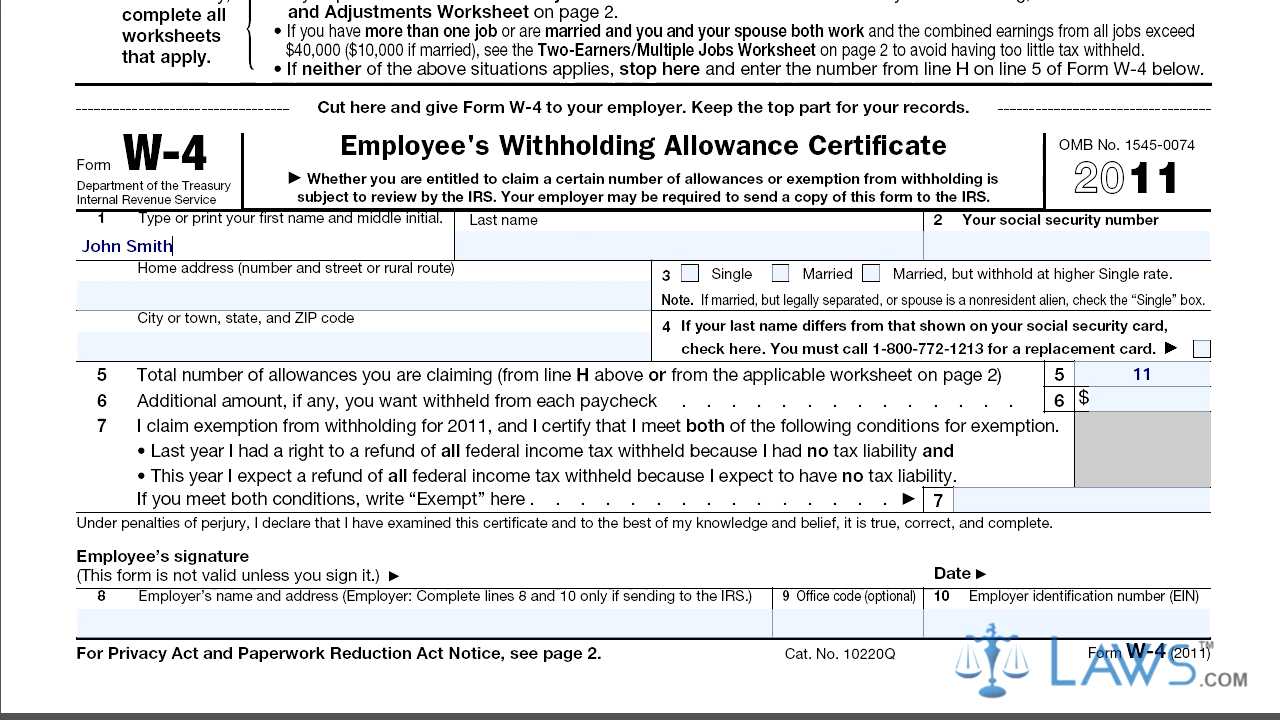 complete all
worksheets
that apply.
and Adjustments Worksheet on page 2.
• If you have more than one job or are married and you and your spouse both work and the combined earnings from all jobs exceed
$40,000 ($10,000 if married), see the Two-Earners/Multiple Jobs Worksheet on page 2 to avoid having too little tax withheld.
• If neither of the above situations applies, stop here and enter the number from line H on line 5 of Form W-4 below.
Cut here and give Form W-4 to your employer. Keep the top part for your records.
Form W-4
Department of the Treasury
Internal Revenue Service
Employee's Withholding Allowance Certificate
► Whether you are entitled to claim a certain number of allowances or exemption from withholding is
subject to review by the IRS. Your employer may be required to send a copy of this form to the IRS.
OMB No. 1545-0074
2011
1 Type or print your first name and middle initial.
John Smith
Last name
2 Your social security number
Home address (number and street or rural route)
3 Single Married Married, but withhold at higher Single rate.
Note. If married, but legally separated, or spouse is a nonresident alien, check the “Single” box.
City or town, state, and ZIP code
4 If your last name differs from that shown on your social security card,
check here. You must call 1-800-772-1213 for a replacement card. ►
5 Total number of allowances you are claiming (from line H above or from the applicable worksheet on page 2) 5 11
6 Additional amount, if any, you want withheld from each paycheck . . . . . . . . . . . . . . 6 $
7 I claim exemption from withholding for 2011, and I certify that I meet both of the following conditions for exemption.
• Last year I had a right to a refund of all federal income tax withheld because I had no tax liability and
• This year I expect a refund of all federal income tax withheld because I expect to have no tax liability.
If you meet both conditions, write “Exempt” here . . . . . . . . . . . . . . . ► 7
Under penalties of perjury, I declare that I have examined this certificate and to the best of my knowledge and belief, it is true, correct, and complete.
Employee’s signature
(This form is not valid unless you sign it.) ►
Date ►
8 Employer’s name and address (Employer: Complete lines 8 and 10 only if sending to the IRS.)
9 Office code (optional)
10 Employer identification number (EIN)
For Privacy Act and Paperwork Reduction Act Notice, see page 2.
Cat. No. 10220Q
Form W-4 (2011)
LAWS.COM™